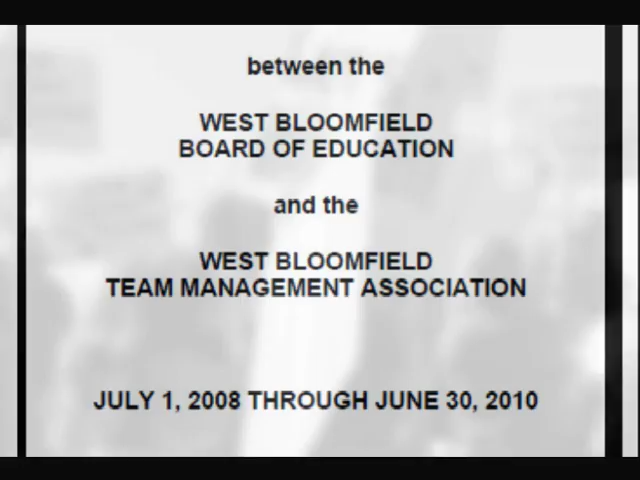 between the
WEST BLOOMFIELD
BOARD OF EDUCATION
and the
WEST BLOOMFIELD
TEAM MANAGEMENT ASSOCIATION
JULY 1, 2008 THROUGH JUNE 30, 2010